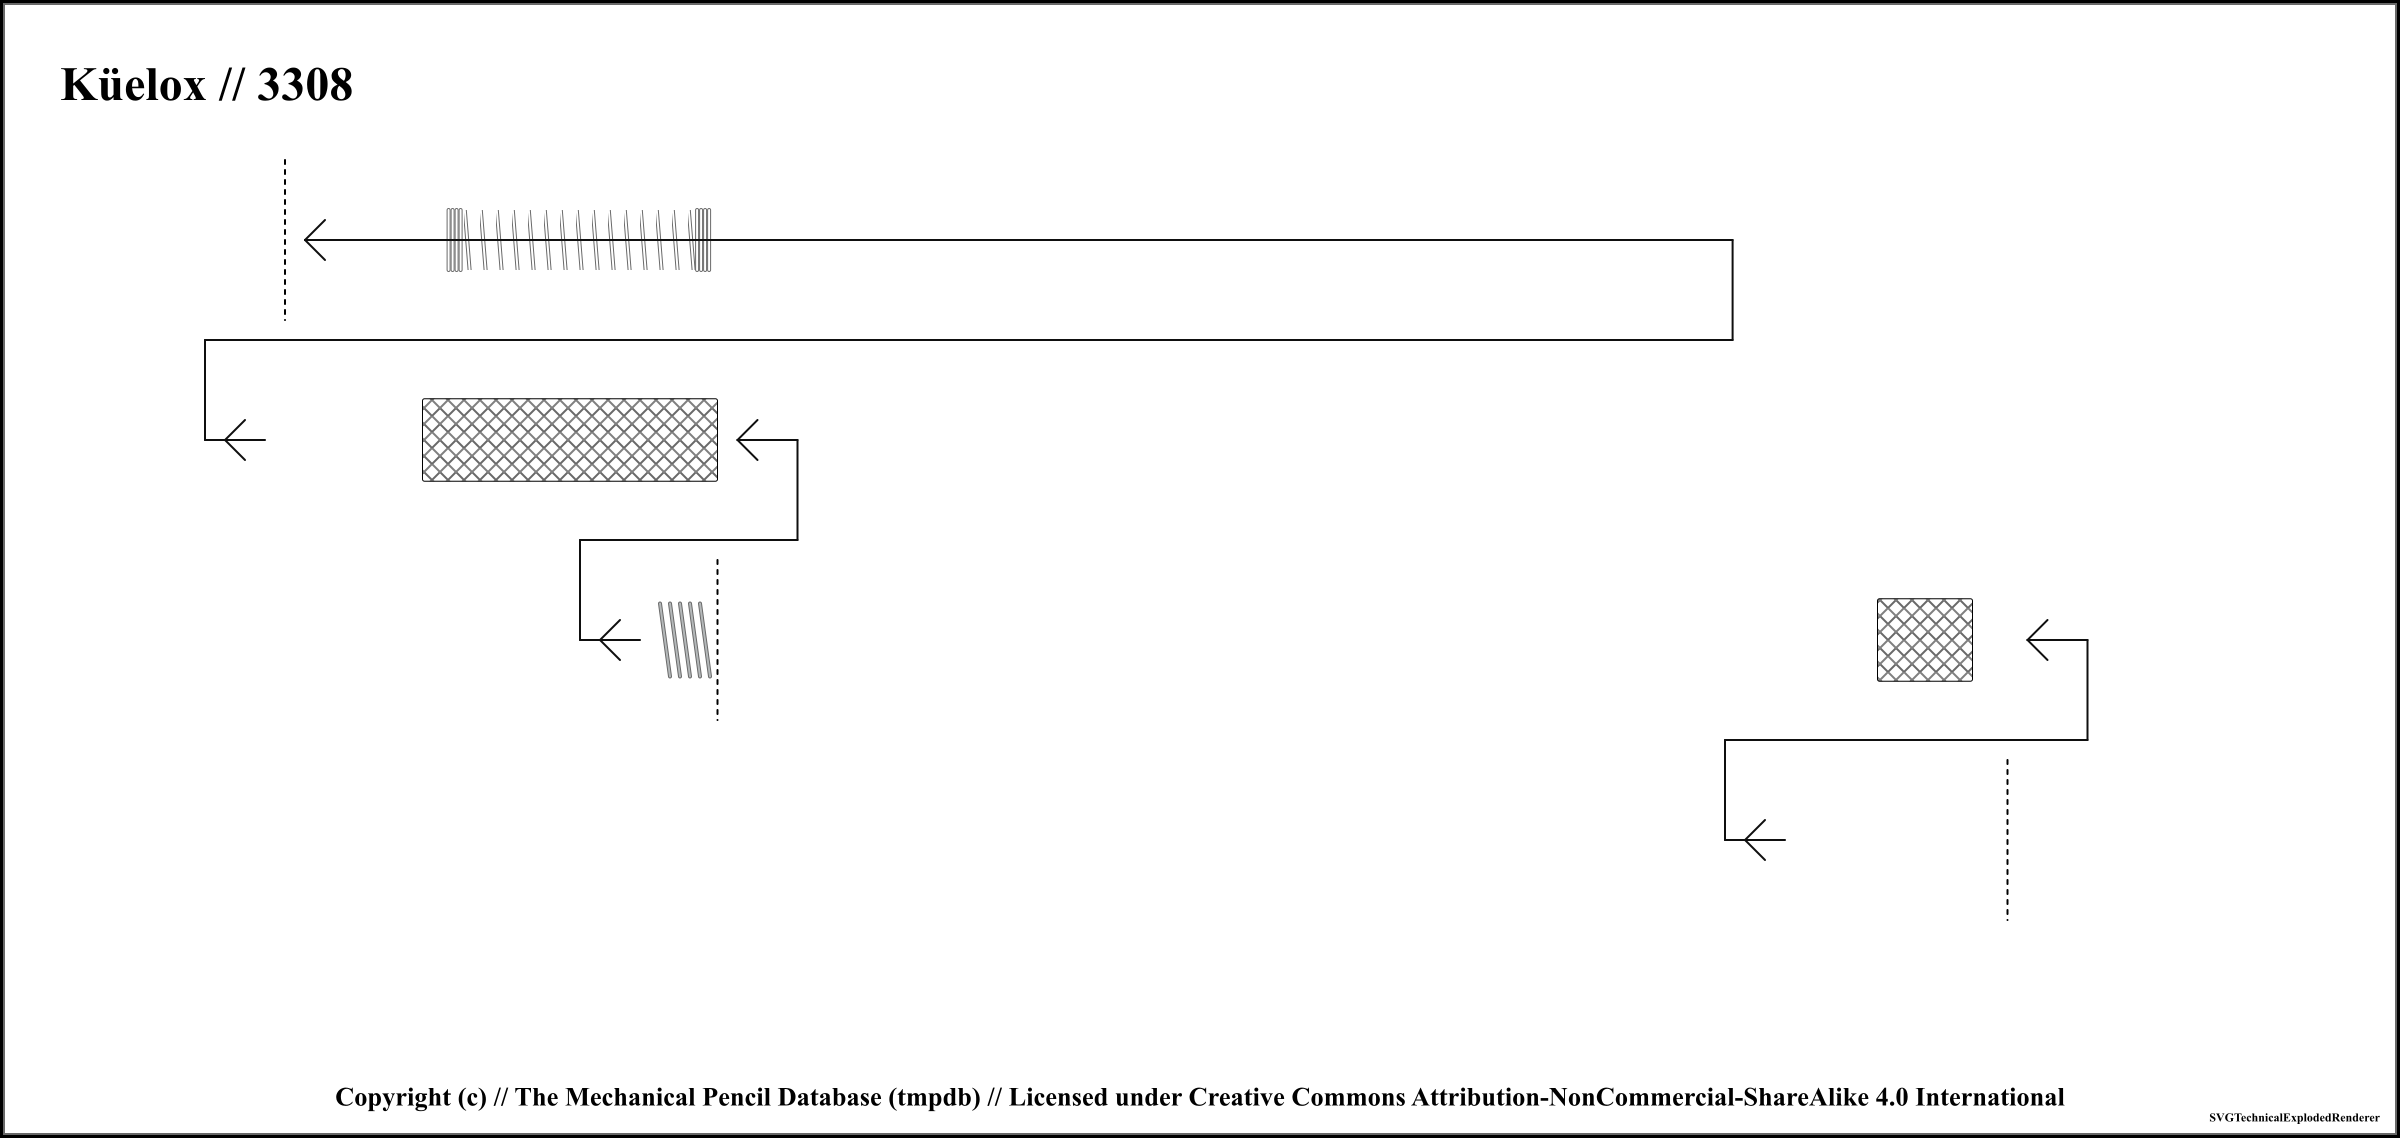 Küelox // 3308
Copyright (c) // The Mechanical Pencil Database (tmpdb) // Licensed under Creative Commons Attribution-NonCommercial-ShareAlike 4.0 International
SVGTechnicalExplodedRenderer